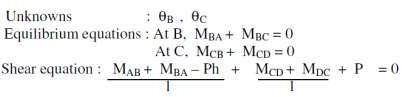 Unknowns : θB , θC
Equilibrium equations : At B, MBA + MBC = 0
At C, MCB + MCD = 0
Shear equation : MAB + MBA – Ph + MCD + MDC + P = 0
l l